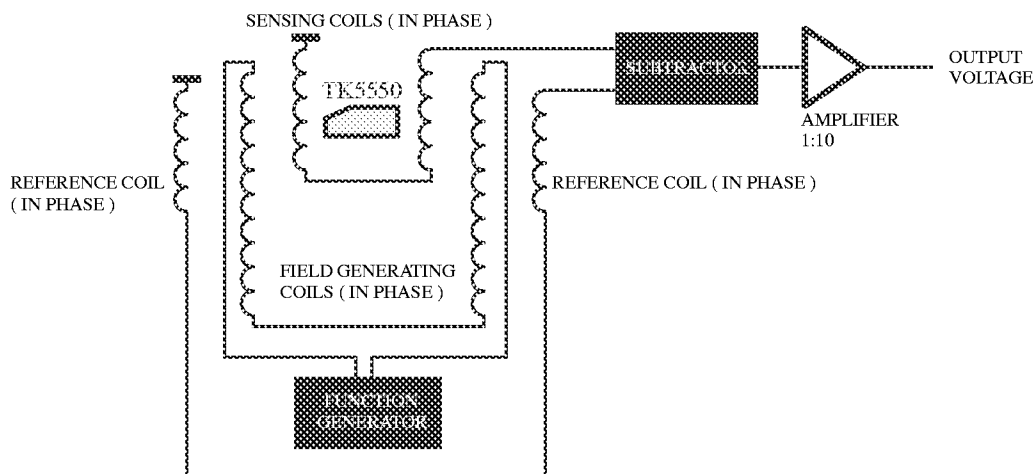 SENSING COILS ( IN PHASE )
TK5550
SUBTRACTOR
OUTPUT
VOLTAGE
AMPLIFIER
1:10
REFERENCE COIL
( IN PHASE )
REFERENCE COIL ( IN PHASE )
FIELD GENERATING
COILS ( IN PHASE )
FUNCTION
GENERATOR